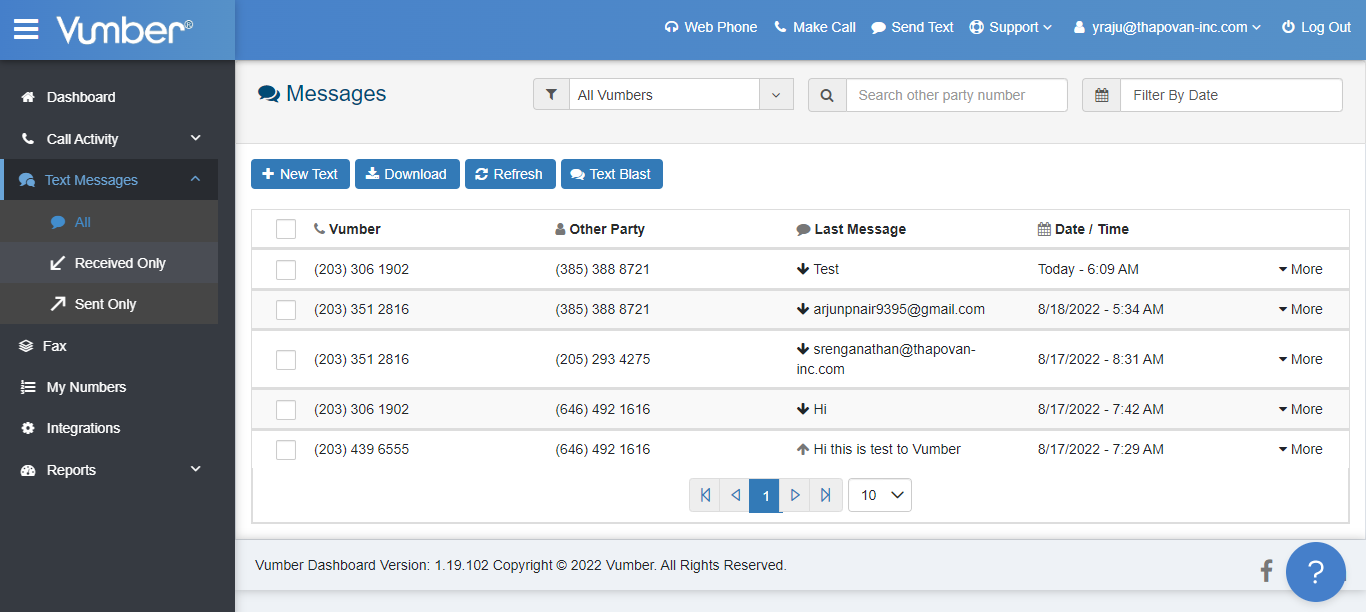 Vumber®
Web Phone Make Call Send Text Support yraju@thapovan-inc.com Log Out
Dashboard
Call Activity
Text Messages
All
Received Only
Sent Only
Fax
My Numbers
Integrations
Reports
Messages
All Vumbers Search other party number Filter By Date
New Text Download Refresh Text Blast
Vumber Other Party Last Message Date / Time
(203) 306 1902 (385) 388 8721 Test Today - 6:09 AM More
(203) 351 2816 (385) 388 8721 arjunpnair9395@gmail.com 8/18/2022 - 5:34 AM More
(203) 351 2816 (205) 293 4275 srenganathan@thapovan-
inc.com 8/17/2022 - 8:31 AM More
(203) 306 1902 (646) 492 1616 Hi 8/17/2022 - 7:42 AM More
(203) 439 6555 (646) 492 1616 Hi this is test to Vumber 8/17/2022 - 7:29 AM More
1 10
Vumber Dashboard Version: 1.19.102 Copyright © 2022 Vumber. All Rights Reserved.
f ?